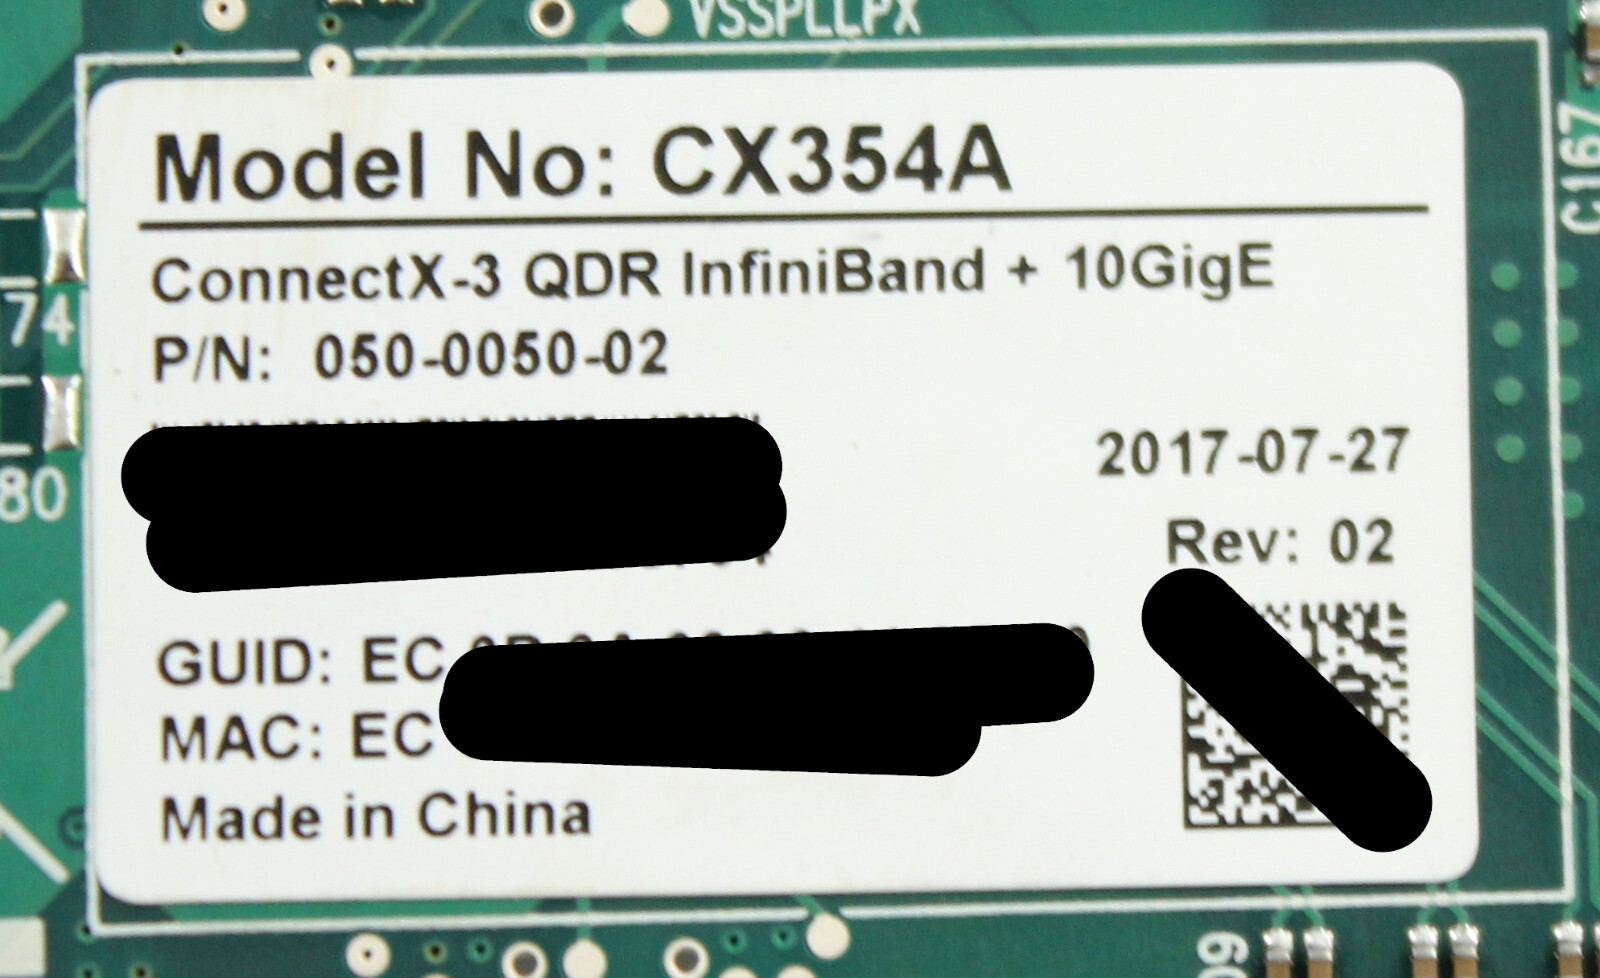 VSSPLLPX
Model No: CX354A
ConnectX-3 QDR InfiniBand + 10GigE
P/N: 050-0050-02
2017-07-27
Rev: 02
GUID: EC
MAC: EC
Made in China
74
80
C167